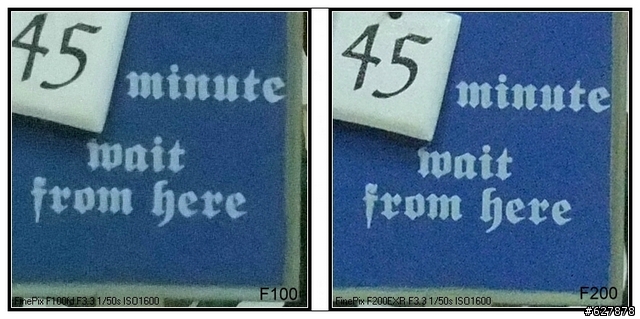 45
minute
wait
from here
FinePix F100fd F3.3 1/50s ISO1600
F100
45
minute
wait
from here
FinePix F200EXR F3.3 1/50s ISO1600
F200
#627878